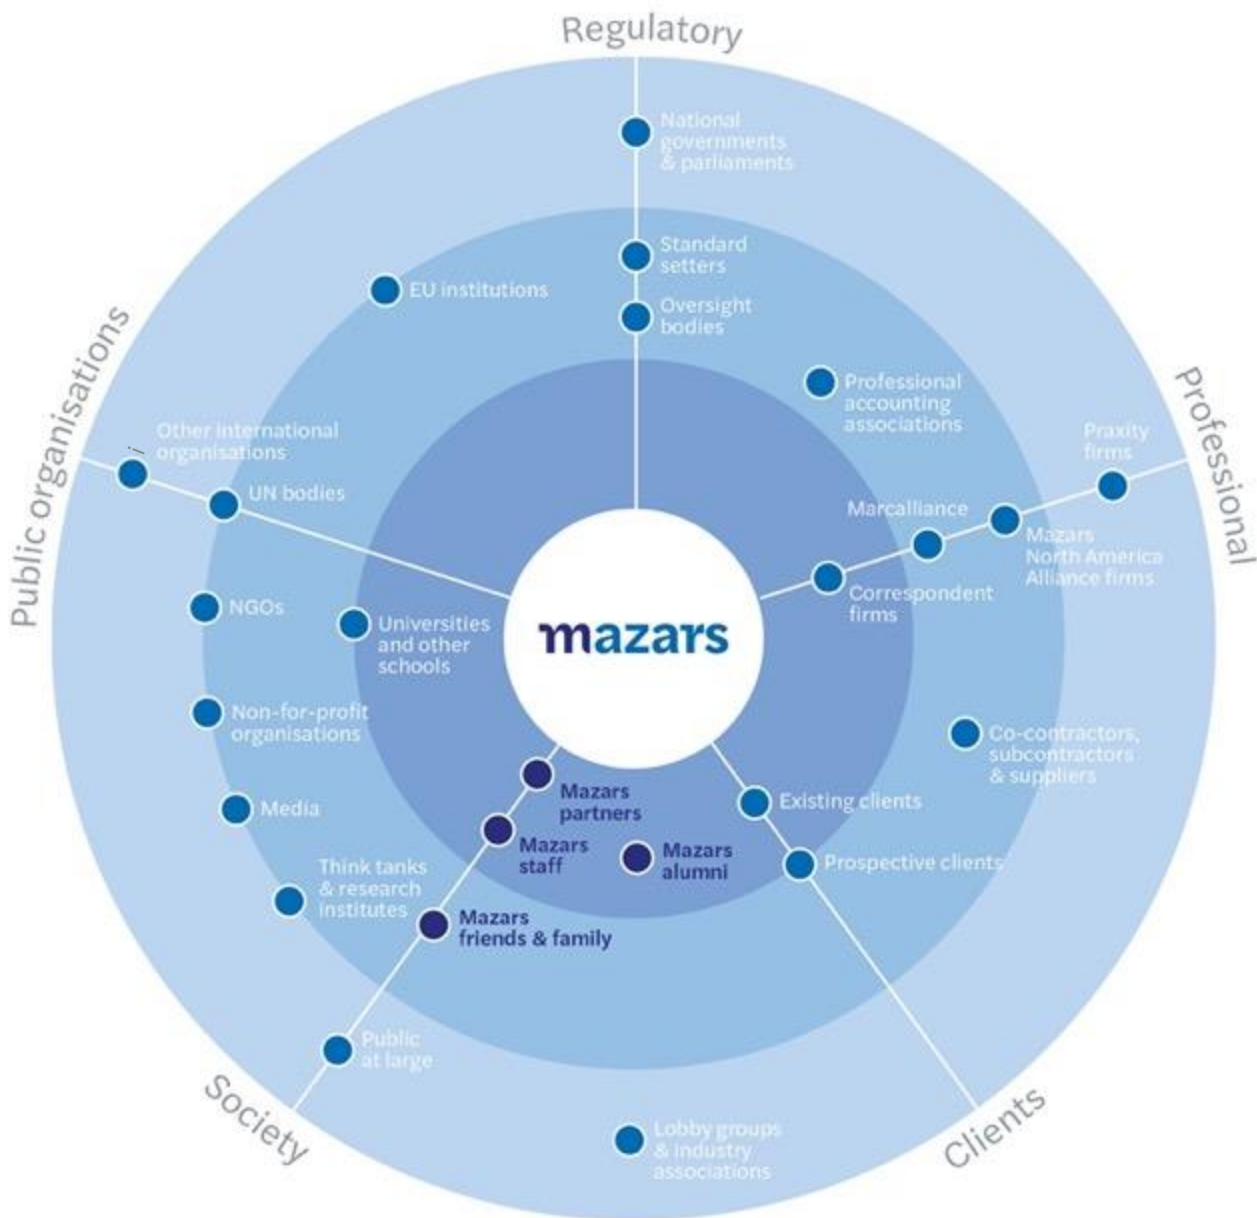 Regulatory
National
governments
& parliaments
Standard
setters
EU institutions
Oversight
bodies
Public organisations
Professional
Professional
accounting
associations
Other international
organisations
Praxity
firms
UN bodies
Marcalliance
Mazars
North America
Alliance firms
Correspondent
firms
NGOs
Universities
and other
schools
mazars
Non-for-profit
organisations
Co-contractors,
subcontractors
& suppliers
Mazars
partners
Existing clients
Media
Mazars
staff
Mazars
alumni
Prospective clients
Think tanks
& research
institutes
Mazars
friends & family
Public
at large
Society
Clients
Lobby groups
& industry
associations